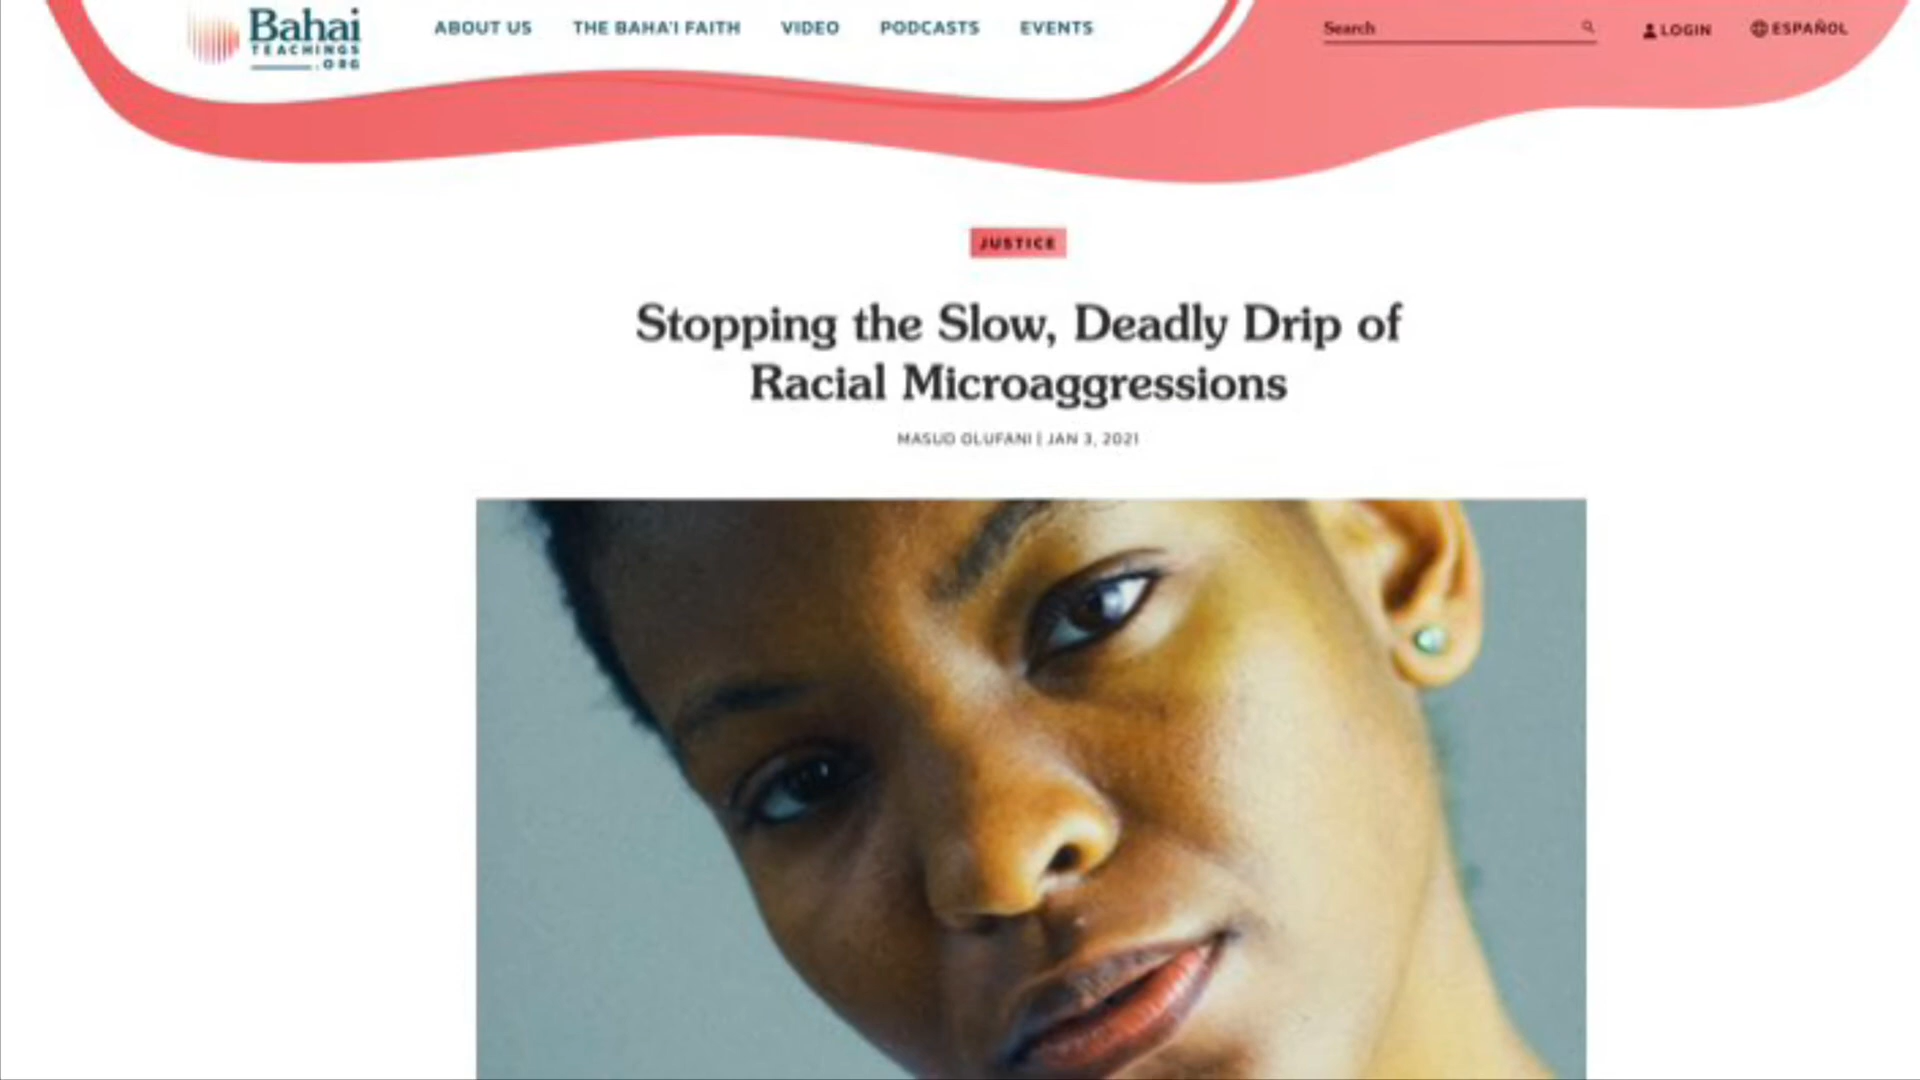 Bahai
TEACHINGS
.ORG
ABOUT US
THE BAHA'I FAITH
VIDEO
PODCASTS
EVENTS
Search
LOGIN
ESPAÑOL
JUSTICE
Stopping the Slow, Deadly Drip of
Racial Microaggressions
MASUD OLUFANI | JAN 3, 2021